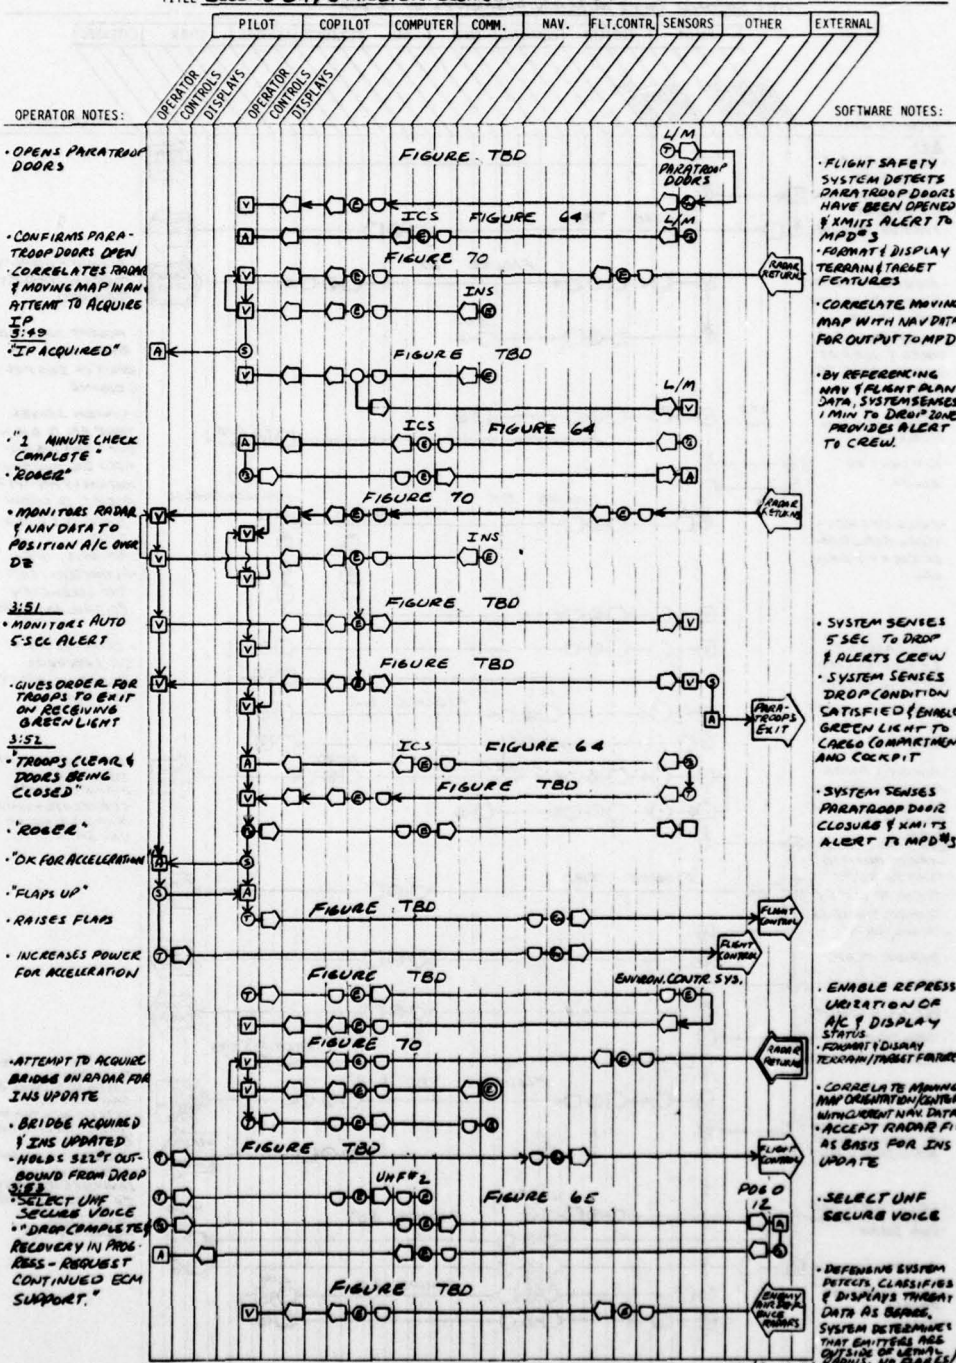 TITLE
PILOT COPILOT COMPUTER COMM. NAV. FLT.CONTR. SENSORS OTHER EXTERNAL
OPERATOR CONTROLS DISPLAYS OPERATOR CONTROLS DISPLAYS
OPERATOR NOTES:
SOFTWARE NOTES:
• OPENS PARATROOP
DOORS
FIGURE TBD
L/M
T
PARATROOP
DOORS
• FLIGHT SAFETY
SYSTEM DETECTS
PARATROOP DOORS
HAVE BEEN OPENED
& XMITS ALERT TO
MPD#S
V E
• CONFIRMS PARA-
TROOP DOORS OPEN
A ICS E FIGURE 64 L/M S
• CORRELATES RADAR
& MOVING MAP IN AN
ATTEMT TO ACQUIRE
IP
FIGURE 70
V E E
RADAR
RETURN
• FORMAT & DISPLAY
TERRAIN & TARGET
FEATURES
V E INS E
• CORRELATE MOVING
MAP WITH NAV DATA
FOR OUTPUT TO MPD
3:49
• "IP ACQUIRED"
A S
FIGURE TBD
V E
L/M
V
• BY REFERENCING
NAV & FLIGHT PLAN
DATA, SYSTEM SENSES
1 MIN TO DROP ZONE
PROVIDES ALERT
TO CREW.
• "1 MINUTE CHECK
COMPLETE"
A ICS E FIGURE 64 S
• "ROGER"
S E A
• MONITORS RADAR
& NAV DATA TO
POSITION A/C OVER
DZ
FIGURE 70
V V E E
RADAR
RETURNS
V V E INS E
3:51
• MONITORS AUTO
5 SEC ALERT
FIGURE TBD
V V E V
• SYSTEM SENSES
5 SEC TO DROP
& ALERTS CREW
• GIVES ORDER FOR
TROOPS TO EXIT
ON RECEIVING
GREEN LIGHT
FIGURE TBD
V V E V S
A
PARA-
TROOPS
EXIT
• SYSTEM SENSES
DROP CONDITION
SATISFIED & ENABLE
GREEN LIGHT TO
CARGO COMPARTMEN
AND COCKPIT
3:52
• "TROOPS CLEAR &
DOORS BEING
CLOSED"
A ICS E FIGURE 64 S
FIGURE TBD
V E T
• SYSTEM SENSES
PARATROOP DOOR
CLOSURE & XMITS
ALERT TO MPD#S
• "ROGER"
• "OK FOR ACCELERATION"
A S
• "FLAPS UP"
S A
• RAISES FLAPS
T FIGURE TBD
FLIGHT
CONTROL
• INCREASES POWER
FOR ACCELERATION
T
FLIGHT
CONTROL
FIGURE TBD
ENVIRON. CONTR. SYS.
T E E
V E
• ENABLE REPRESS
URIZATION OF
A/C & DISPLAY
STATUS
• ATTEMPT TO ACQUIRE
BRIDGE ON RADAR FOR
INS UPDATE
FIGURE 70
V E E
RADAR
RETURNS
• FORMAT & DISPLAY
TERRAIN/TARGET FEATURES
V E E
• CORRELATE MOVING
MAP ORIENTATION/CENTER
WITH CURRENT NAV. DATA
• BRIDGE ACQUIRED
& INS UPDATED
T E E
• ACCEPT RADAR FI
AS BASIS FOR INS
UPDATE
• HOLDS 322°T OUT-
BOUND FROM DROP
FIGURE TBD
T
FLIGHT
CONTROL
3:53
• SELECT UHF
SECURE VOICE
T E UHF#2 E FIGURE 6E
• SELECT UHF
SECURE VOICE
• "DROP COMPLETE &
RECOVERY IN PROG-
RESS - REQUEST
CONTINUED ECM
SUPPORT."
S E POGO
12
A
A E S
FIGURE TBD
V E E
ENEMY
AIR DEF-
ENCE
RADARS
• DEFENSIVE SYSTEM
DETECTS, CLASSIFIES
& DISPLAYS THREAT
DATA AS BEFORE.
SYSTEM DETERMINES
THAT EMITTERS ARE
OUTSIDE OF LETHAL